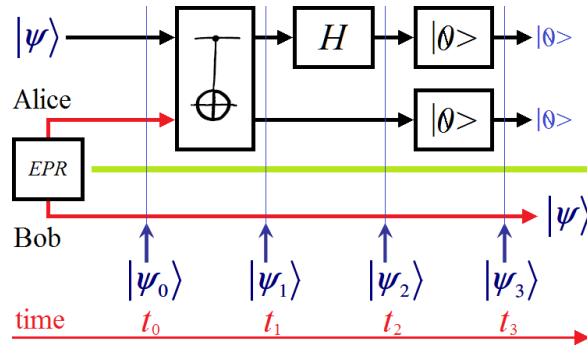 |ψ⟩
H
|0> |0>
Alice
|0> |0>
EPR
|ψ⟩
Bob
|ψ₀⟩ |ψ₁⟩ |ψ₂⟩ |ψ₃⟩
time t₀ t₁ t₂ t₃